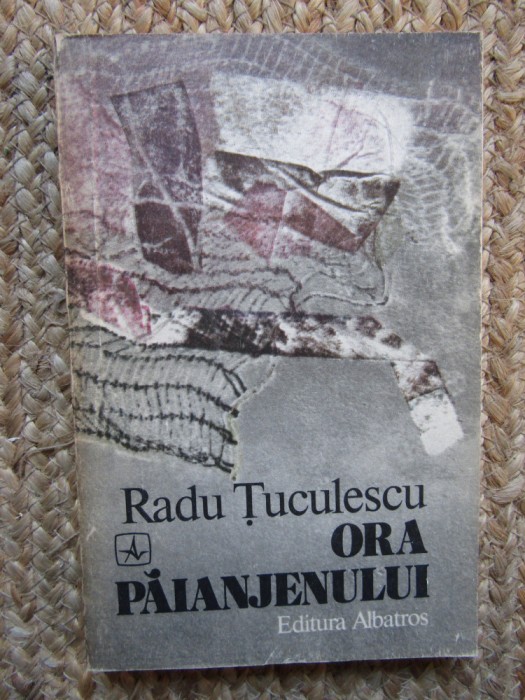 Radu Țuculescu
ORA
PĂIANJENULUI
Editura Albatros